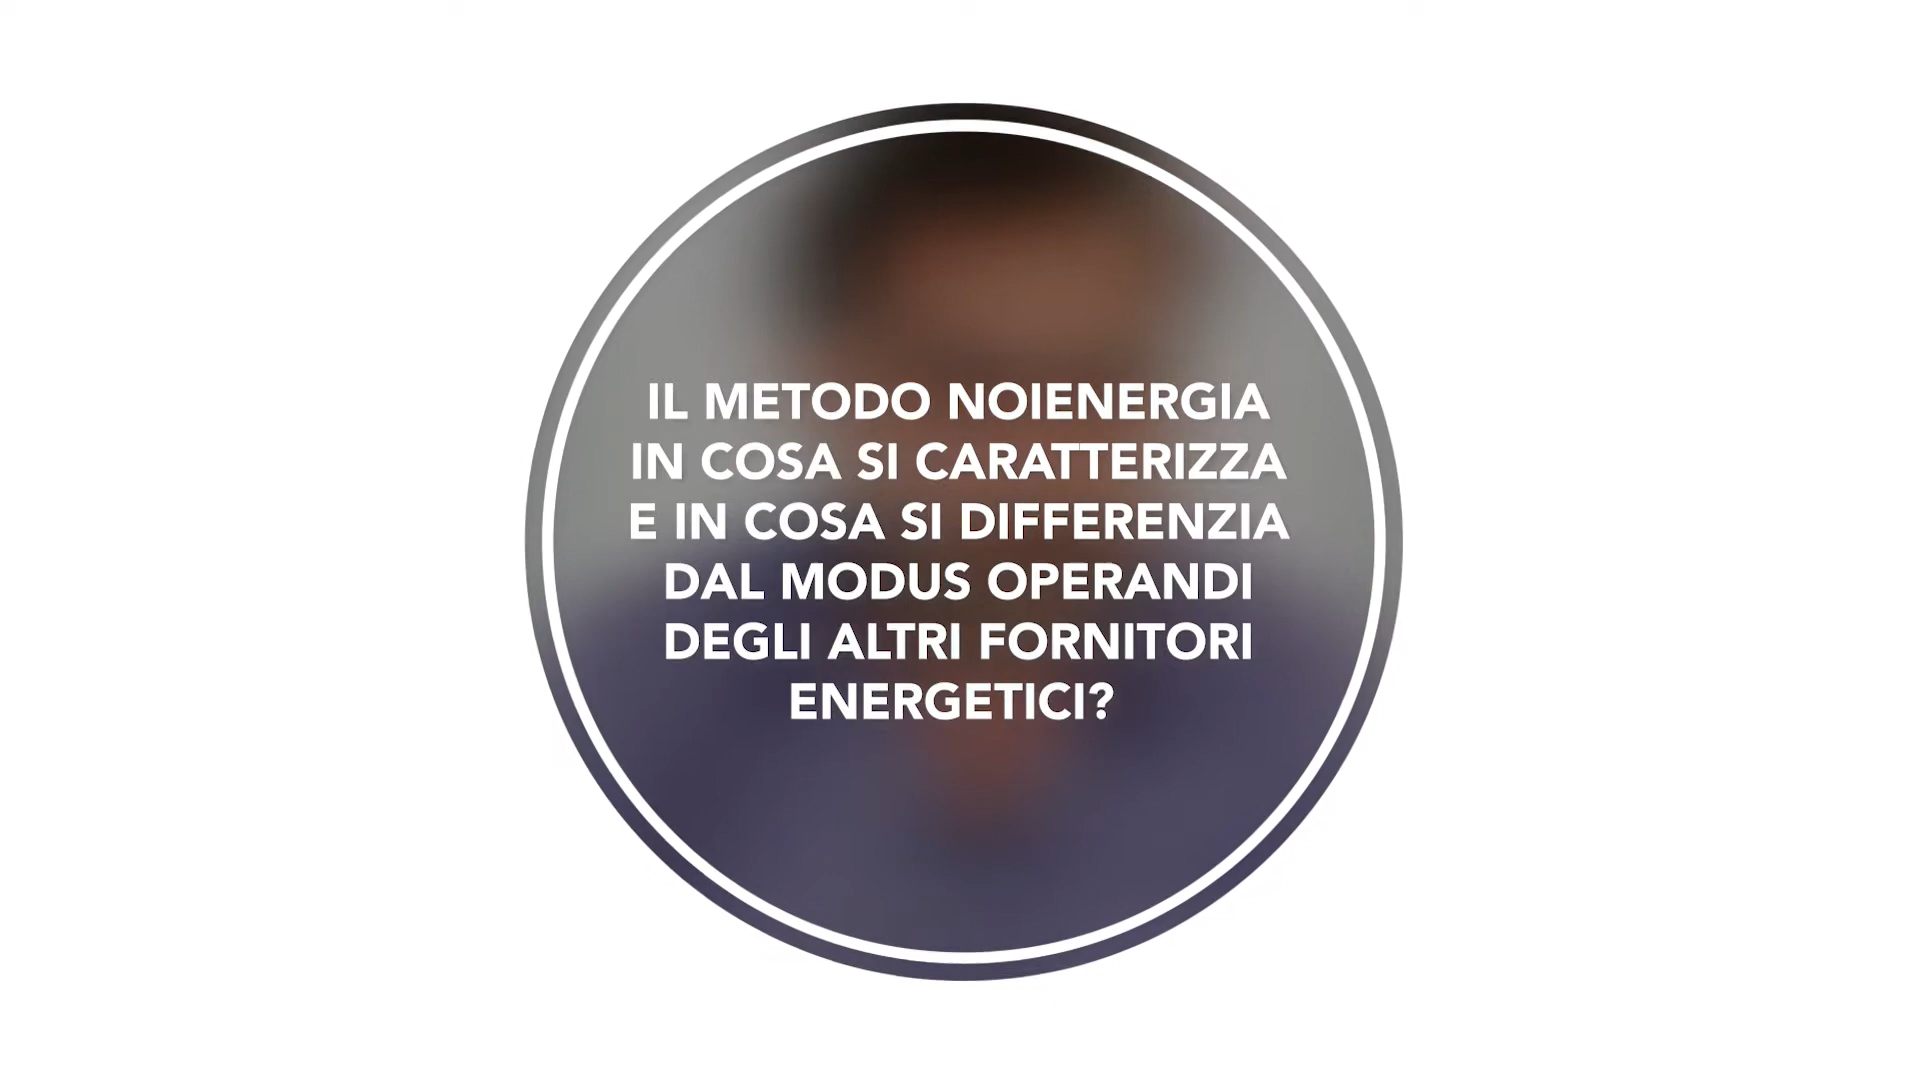 IL METODO NOIENERGIA
IN COSA SI CARATTERIZZA
E IN COSA SI DIFFERENZIA
DAL MODUS OPERANDI
DEGLI ALTRI FORNITORI
ENERGETICI?